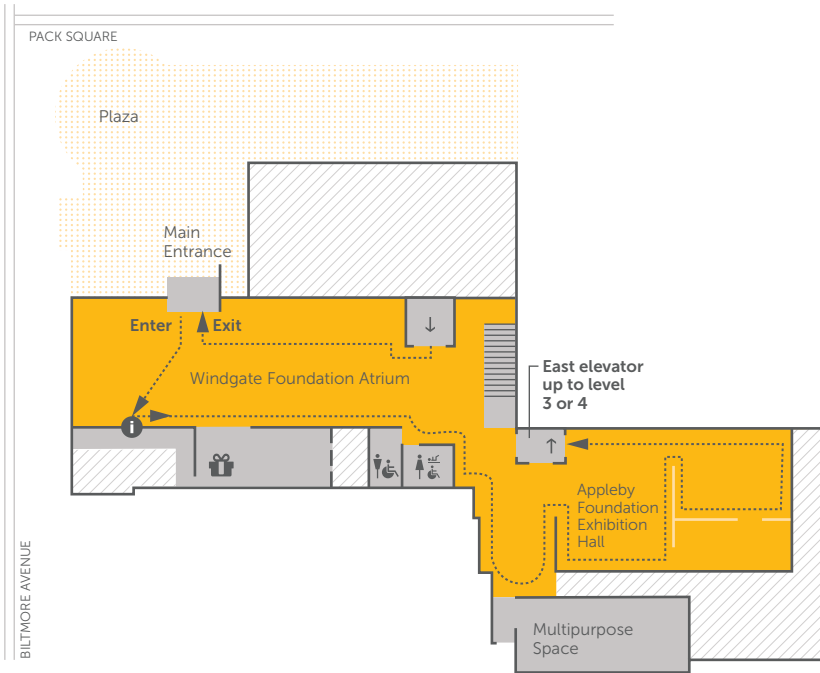 PACK SQUARE
Plaza
Main
Entrance
Enter
Exit
↓
Windgate Foundation Atrium
East elevator
up to level
3 or 4
i
↑
Appleby
Foundation
Exhibition
Hall
Multipurpose
Space
BILTMORE AVENUE